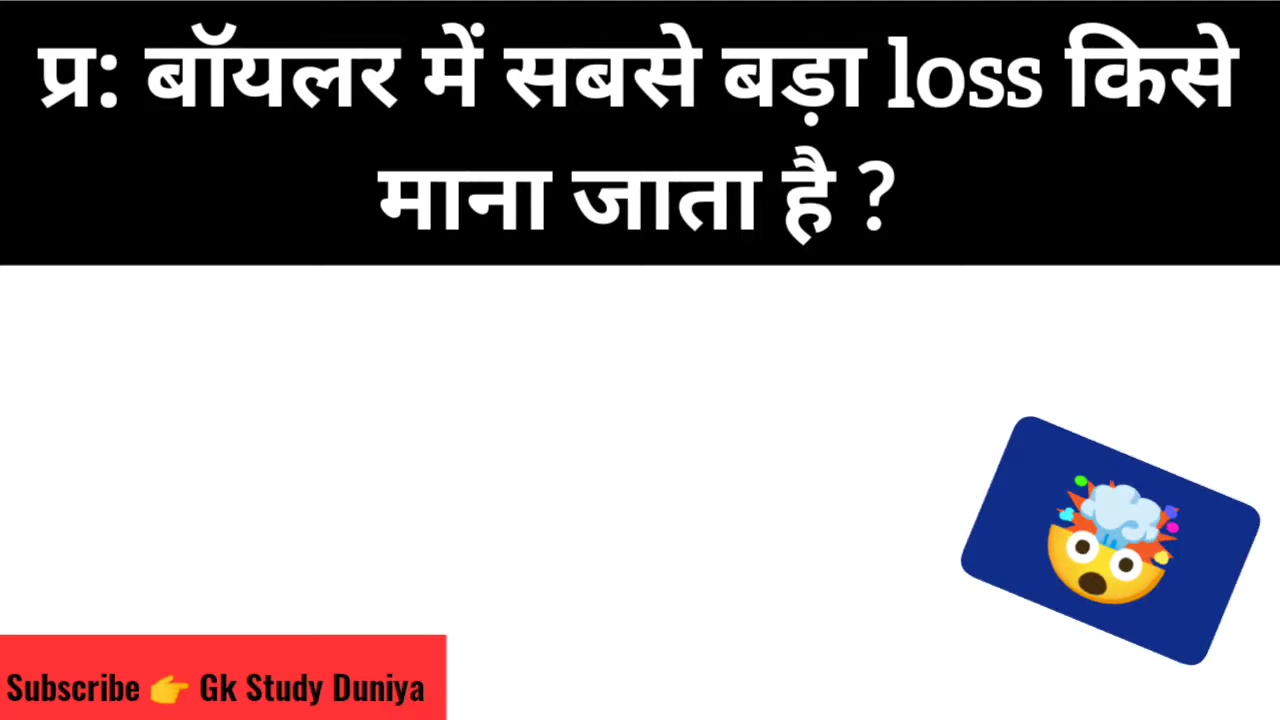 प्र: बॉयलर में सबसे बड़ा loss किसे
माना जाता है ?
Subscribe 👉 Gk Study Duniya